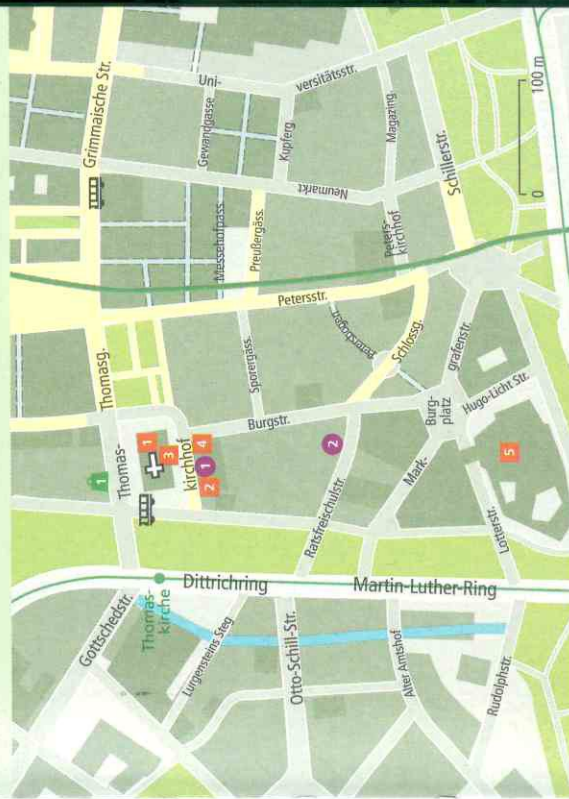 Grimmaische Str.
Uni-
versitätsstr.
Gewandgasse
Kupferg.
Magazing.
Neumarkt
Schillerstr.
100 m
0
Messehofpass.
Preußergäss.
Peters-
kirchhof
Petersstr.
Thomasg.
Sporergäss.
Petersbogen
Schlossg.
Burgstr.
Burg-
platz
Mark-
grafenstr.
Hugo-Licht-Str.
1
Thomas-
kirchhof
1
3
4
1
2
2
5
Ratsfreischulstr.
Lotterstr.
Gottschedstr.
Thomas-
kirche
Dittrichring
Martin-Luther-Ring
Lurgensteins Steg
Otto-Schill-Str.
Alter Amtshof
Rudolphstr.